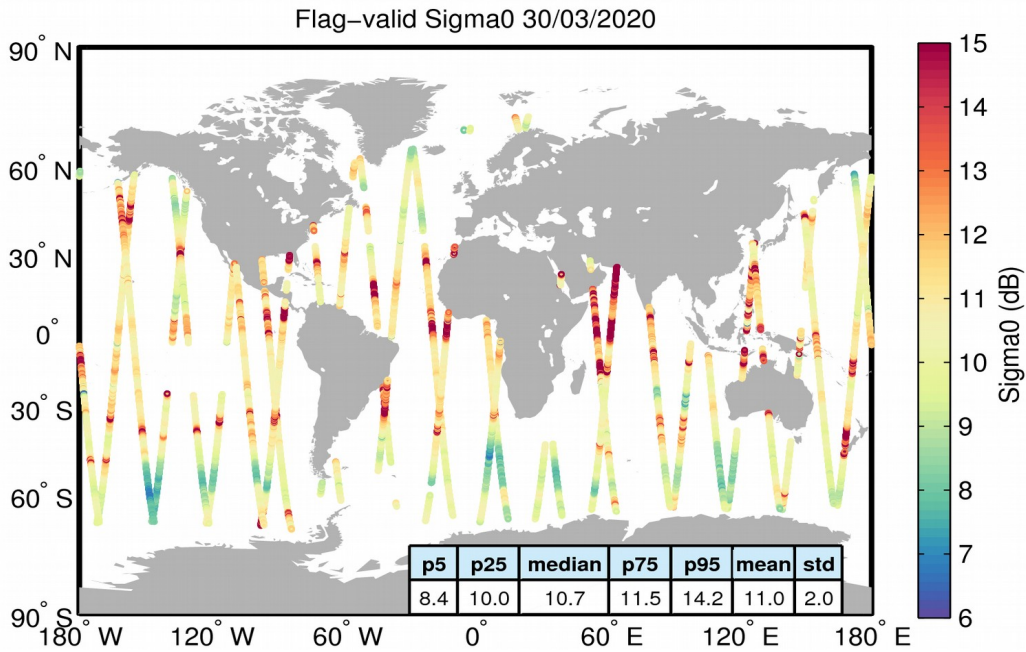 Flag−valid Sigma0 30/03/2020
90° N
60° N
30° N
0°
30° S
60° S
90° S
180° W 120° W 60° W 0° 60° E 120° E 180° E
p5 p25 median p75 p95 mean std
8.4 10.0 10.7 11.5 14.2 11.0 2.0
15
14
13
12
11
10
9
8
7
6
Sigma0 (dB)